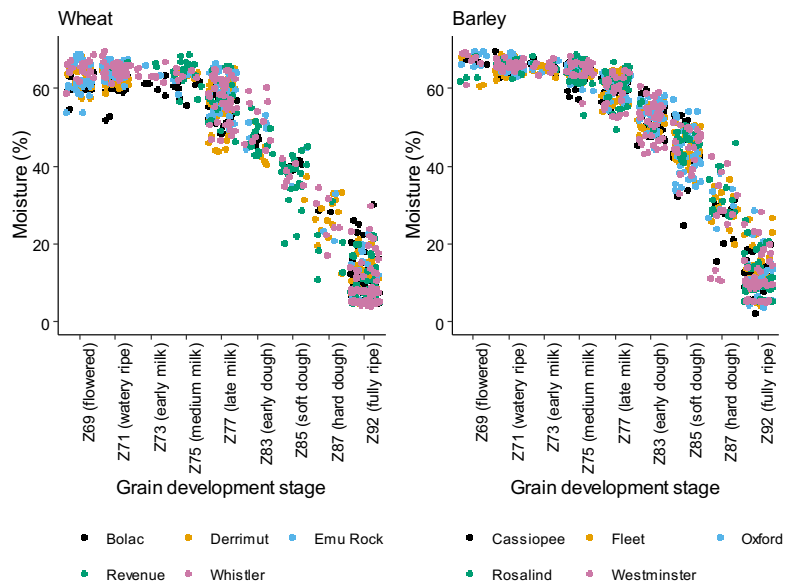 Wheat
Barley
Moisture (%)
60
40
20
0
Z69 (flowered)
Z71 (watery ripe)
Z73 (early milk)
Z75 (medium milk)
Z77 (late milk)
Z83 (early dough)
Z85 (soft dough)
Z87 (hard dough)
Z92 (fully ripe)
Grain development stage
Moisture (%)
60
40
20
0
Z69 (flowered)
Z71 (watery ripe)
Z73 (early milk)
Z75 (medium milk)
Z77 (late milk)
Z83 (early dough)
Z85 (soft dough)
Z87 (hard dough)
Z92 (fully ripe)
Grain development stage
Bolac Derrimut Emu Rock
Revenue Whistler
Cassiopee Fleet Oxford
Rosalind Westminster